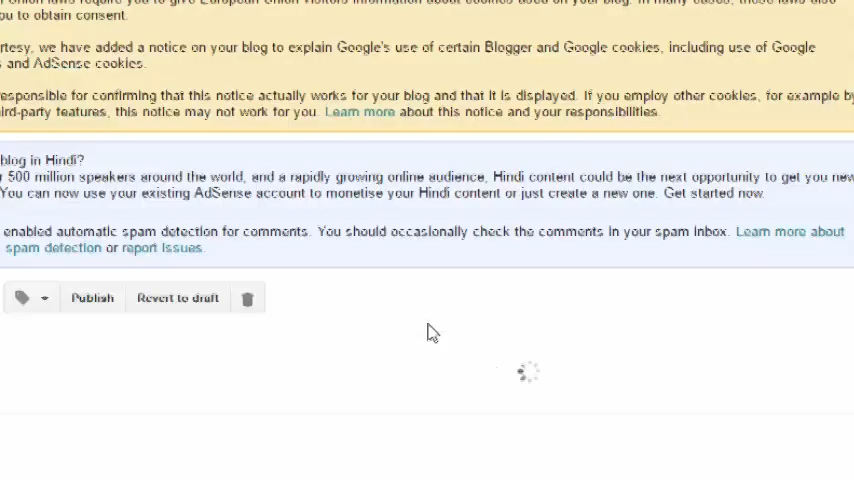 Union laws require you to give European Union visitors information about cookies used on your blog. In many cases, these laws also
ou to obtain consent.
rtesy, we have added a notice on your blog to explain Google's use of certain Blogger and Google cookies, including use of Google
s and AdSense cookies.
esponsible for confirming that this notice actually works for your blog and that it is displayed. If you employ other cookies, for example by
ird-party features, this notice may not work for you. Learn more about this notice and your responsibilities.
blog in Hindi?
r 500 million speakers around the world, and a rapidly growing online audience, Hindi content could be the next opportunity to get you new
You can now use your existing AdSense account to monetise your Hindi content or just create a new one. Get started now.
enabled automatic spam detection for comments. You should occasionally check the comments in your spam inbox. Learn more about
spam detection or report issues.
Publish Revert to draft